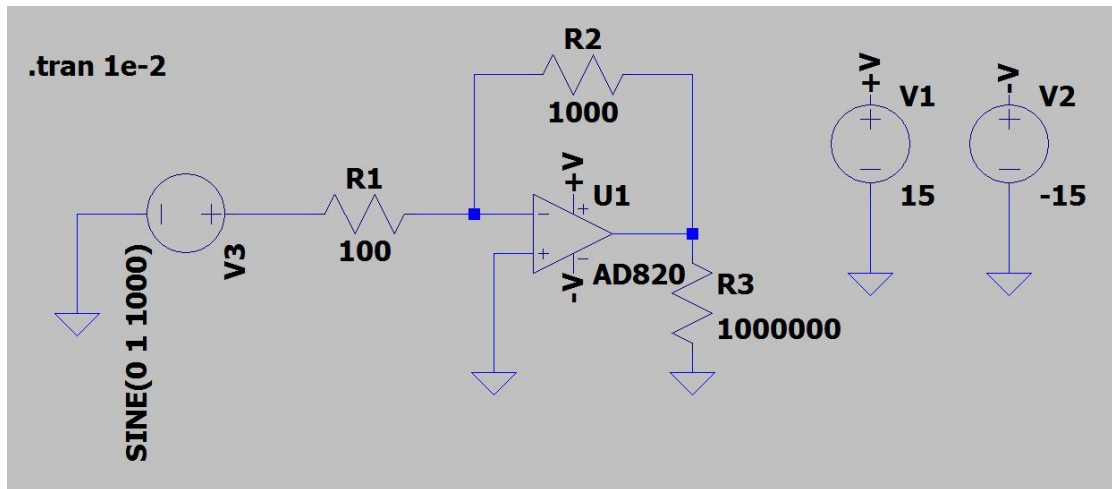 .tran 1e-2
R2
1000
+V
V1
-V
V2
15
-15
R1
100
V3
SINE(0 1 1000)
+V
U1
-V
AD820
R3
1000000